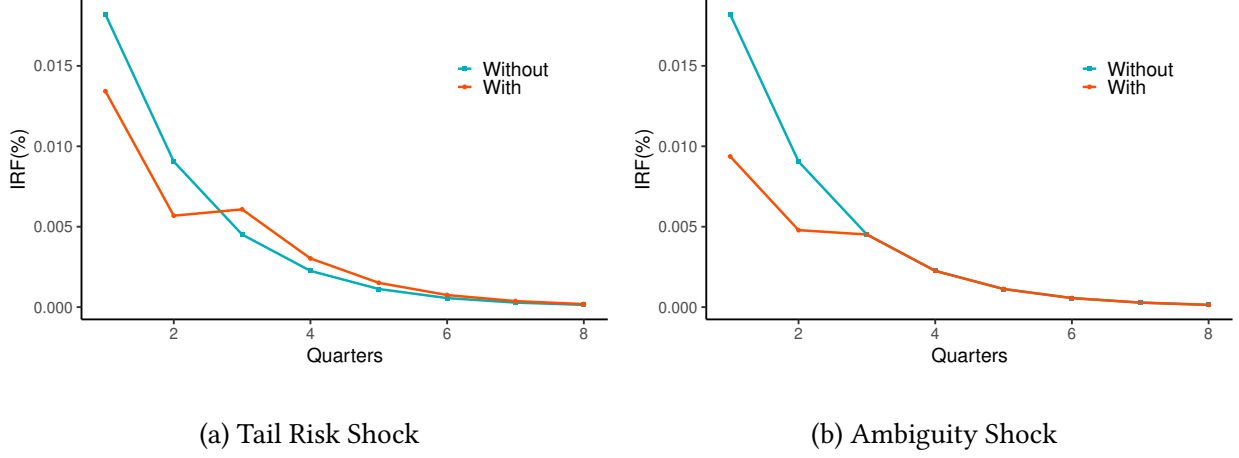 0.015
0.010
0.005
0.000
IRF(%)
2
4
6
8
Quarters
Without
With
(a) Tail Risk Shock
0.015
0.010
0.005
0.000
IRF(%)
2
4
6
8
Quarters
Without
With
(b) Ambiguity Shock